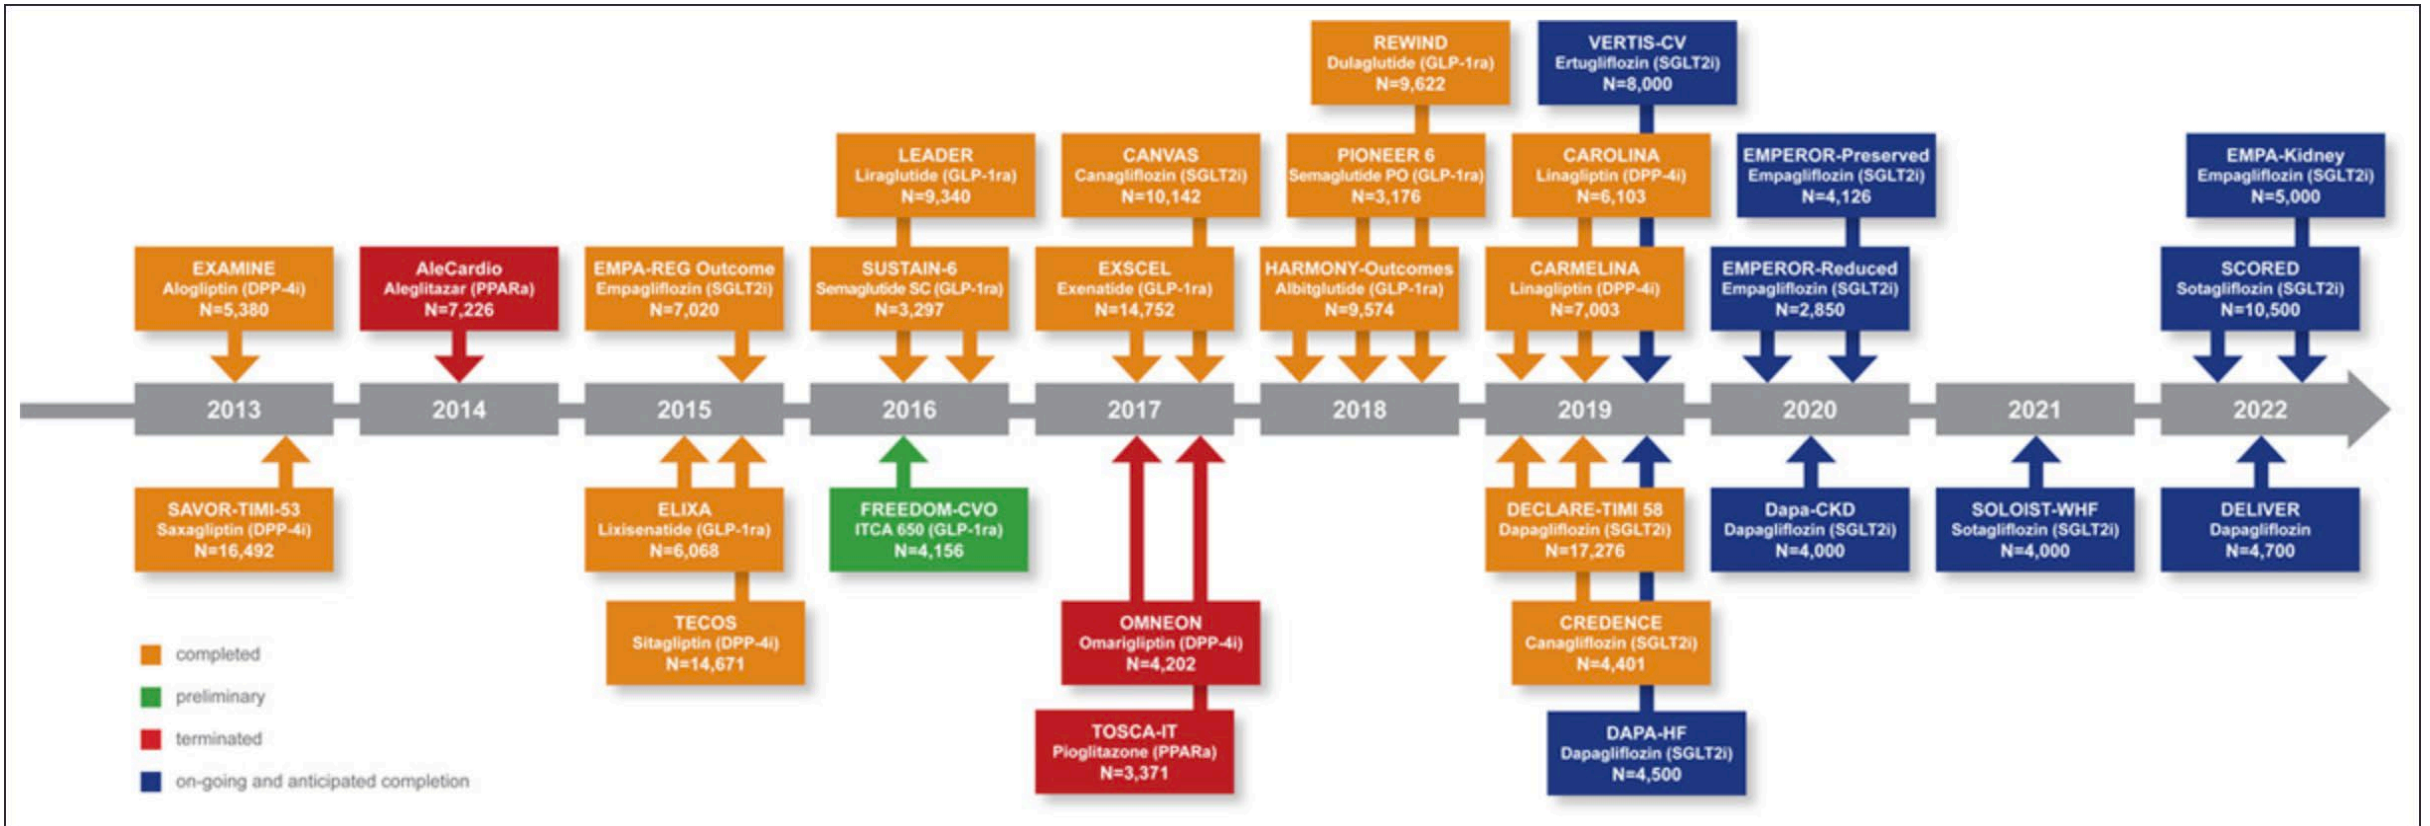 REWIND
Dulaglutide (GLP-1ra)
N=9,622
VERTIS-CV
Ertugliflozin (SGLT2i)
N=8,000
LEADER
Liraglutide (GLP-1ra)
N=9,340
CANVAS
Canagliflozin (SGLT2i)
N=10,142
PIONEER 6
Semaglutide PO (GLP-1ra)
N=3,176
CAROLINA
Linagliptin (DPP-4i)
N=6,103
EMPEROR-Preserved
Empagliflozin (SGLT2i)
N=4,126
EMPA-Kidney
Empagliflozin (SGLT2i)
N=5,000
EXAMINE
Alogliptin (DPP-4i)
N=5,380
AleCardio
Aleglitazar (PPARa)
N=7,226
EMPA-REG Outcome
Empagliflozin (SGLT2i)
N=7,020
SUSTAIN-6
Semaglutide SC (GLP-1ra)
N=3,297
EXSCEL
Exenatide (GLP-1ra)
N=14,752
HARMONY-Outcomes
Albitglutide (GLP-1ra)
N=9,574
CARMELINA
Linagliptin (DPP-4i)
N=7,003
EMPEROR-Reduced
Empagliflozin (SGLT2i)
N=2,850
SCORED
Sotagliflozin (SGLT2i)
N=10,500
2013
2014
2015
2016
2017
2018
2019
2020
2021
2022
SAVOR-TIMI-53
Saxagliptin (DPP-4i)
N=16,492
ELIXA
Lixisenatide (GLP-1ra)
N=6,068
FREEDOM-CVO
ITCA 650 (GLP-1ra)
N=4,156
DECLARE-TIMI 58
Dapagliflozin (SGLT2i)
N=17,276
Dapa-CKD
Dapagliflozin (SGLT2i)
N=4,000
SOLOIST-WHF
Sotagliflozin (SGLT2i)
N=4,000
DELIVER
Dapagliflozin
N=4,700
TECOS
Sitagliptin (DPP-4i)
N=14,671
OMNEON
Omarigliptin (DPP-4i)
N=4,202
CREDENCE
Canagliflozin (SGLT2i)
N=4,401
TOSCA-IT
Pioglitazone (PPARa)
N=3,371
DAPA-HF
Dapagliflozin (SGLT2i)
N=4,500
completed
preliminary
terminated
on-going and anticipated completion